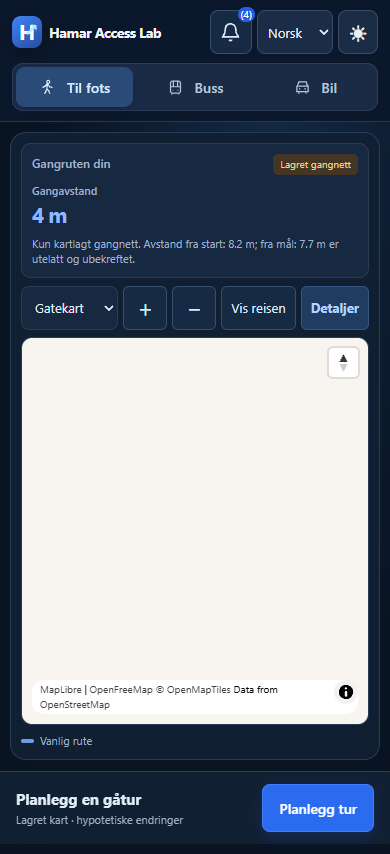 H
Hamar Access Lab
(4)
Norsk
Til fots
Buss
Bil
Gangruten din
Lagret gangnett
Gangavstand
4 m
Kun kartlagt gangnett. Avstand fra start: 8.2 m; fra mål: 7.7 m er
utelatt og ubekreftet.
Gatekart
+
−
Vis reisen
Detaljer
MapLibre | OpenFreeMap © OpenMapTiles Data from
OpenStreetMap
Vanlig rute
Planlegg en gåtur
Lagret kart · hypotetiske endringer
Planlegg tur